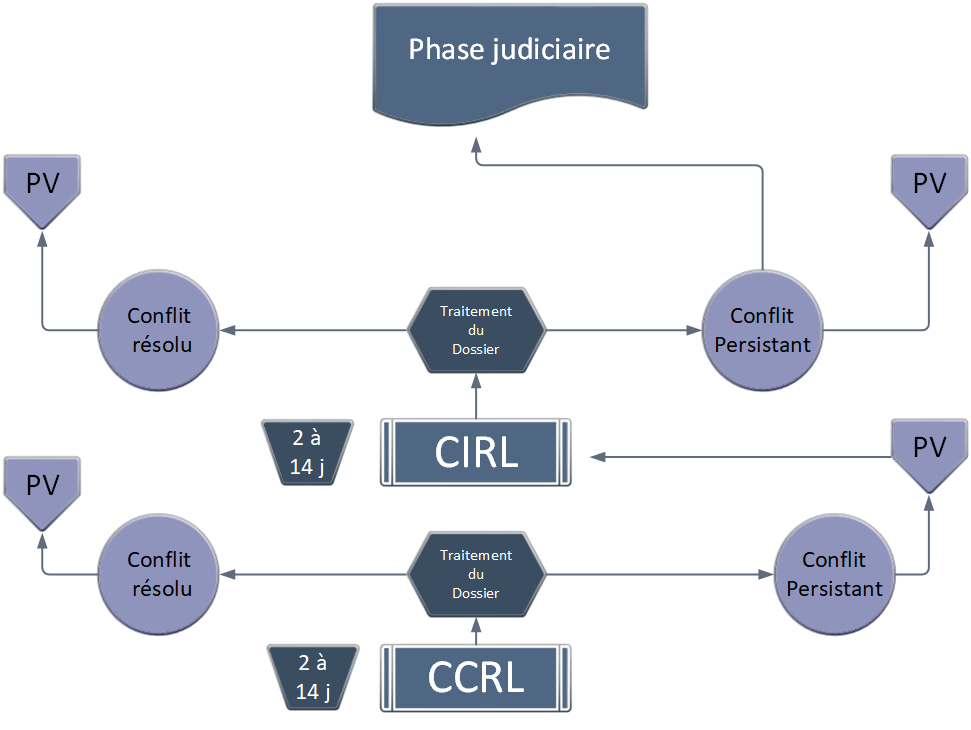 Phase judiciaire
PV
PV
Conflit
résolu
Traitement
du
Dossier
Conflit
Persistant
2 à
14 j
CIRL
PV
PV
Conflit
résolu
Traitement
du
Dossier
Conflit
Persistant
2 à
14 j
CCRL